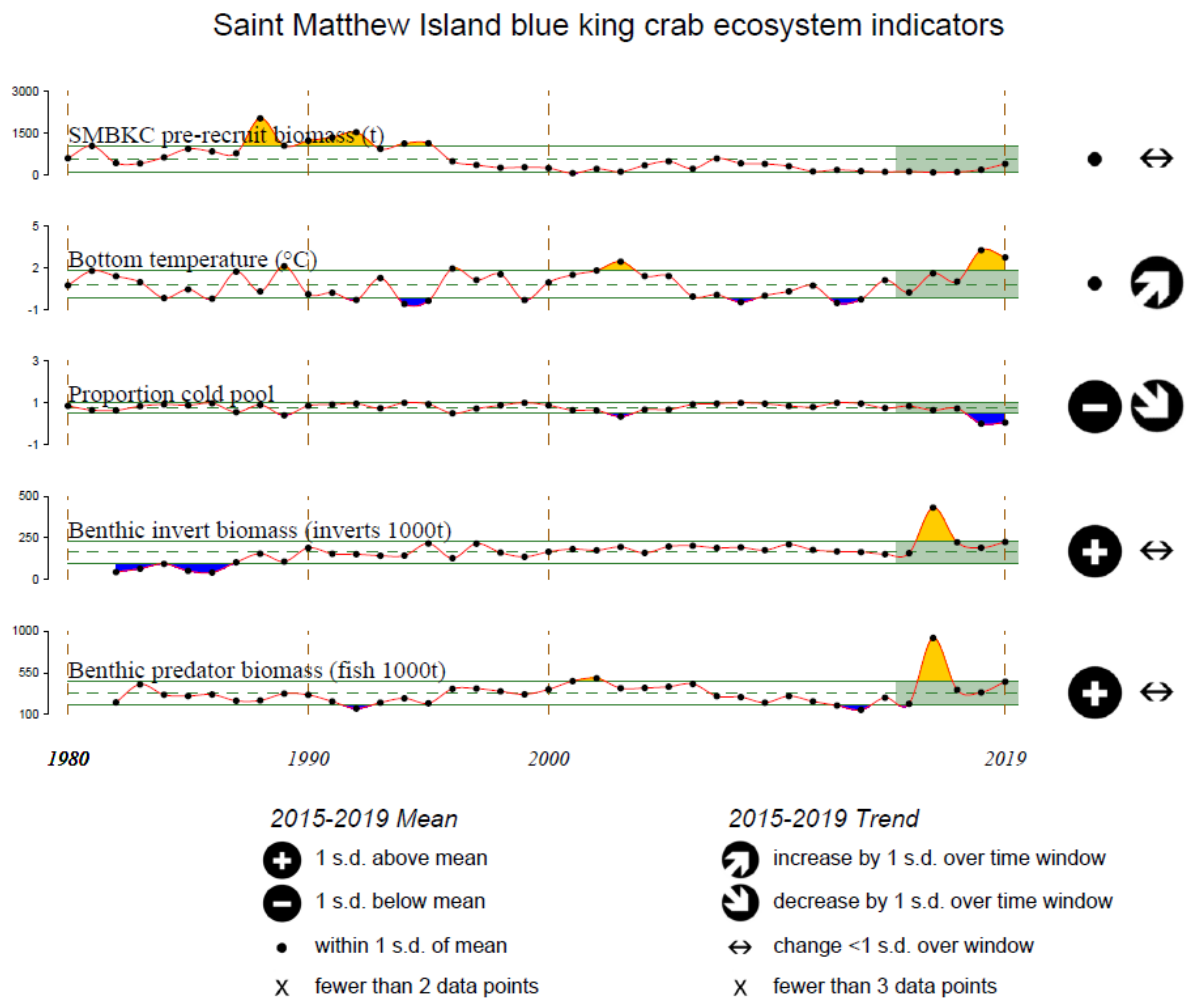 Saint Matthew Island blue king crab ecosystem indicators
3000
1500
0
SMBKC pre-recruit biomass (t)
5
2
-1
Bottom temperature (°C)
3
1
-1
Proportion cold pool
500
250
0
Benthic invert biomass (inverts 1000t)
1000
550
100
Benthic predator biomass (fish 1000t)
1980 1990 2000 2019
2015-2019 Mean
1 s.d. above mean
1 s.d. below mean
within 1 s.d. of mean
x fewer than 2 data points
2015-2019 Trend
increase by 1 s.d. over time window
decrease by 1 s.d. over time window
change <1 s.d. over window
x fewer than 3 data points